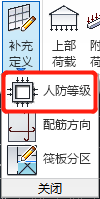 补充 上部 附
定义 荷载 荷
人防等级
配筋方向
筏板分区
关闭